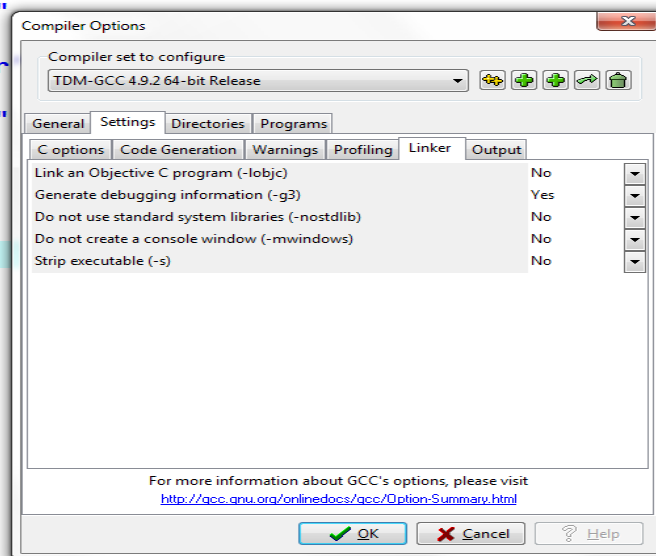 Compiler Options
Compiler set to configure
TDM-GCC 4.9.2 64-bit Release
General Settings Directories Programs
C options Code Generation Warnings Profiling Linker Output
Link an Objective C program (-lobjc) No
Generate debugging information (-g3) Yes
Do not use standard system libraries (-nostdlib) No
Do not create a console window (-mwindows) No
Strip executable (-s) No
For more information about GCC's options, please visit
http://gcc.gnu.org/onlinedocs/gcc/Option-Summary.html
OK Cancel ? Help